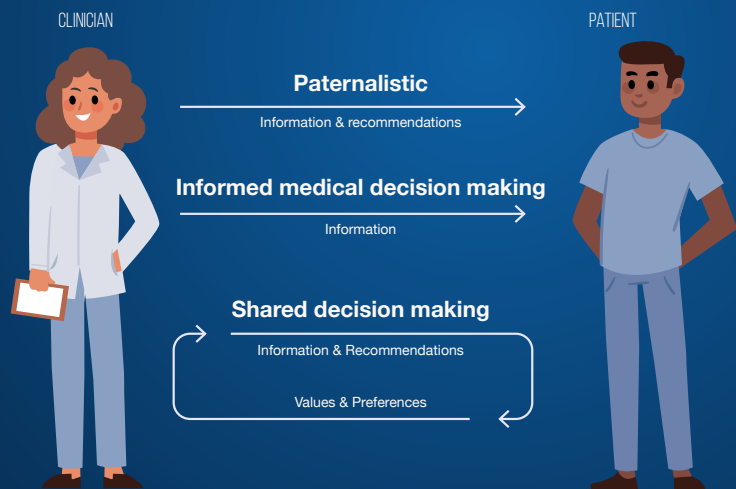 CLINICIAN
PATIENT
Paternalistic
Information & recommendations
Informed medical decision making
Information
Shared decision making
Information & Recommendations
Values & Preferences